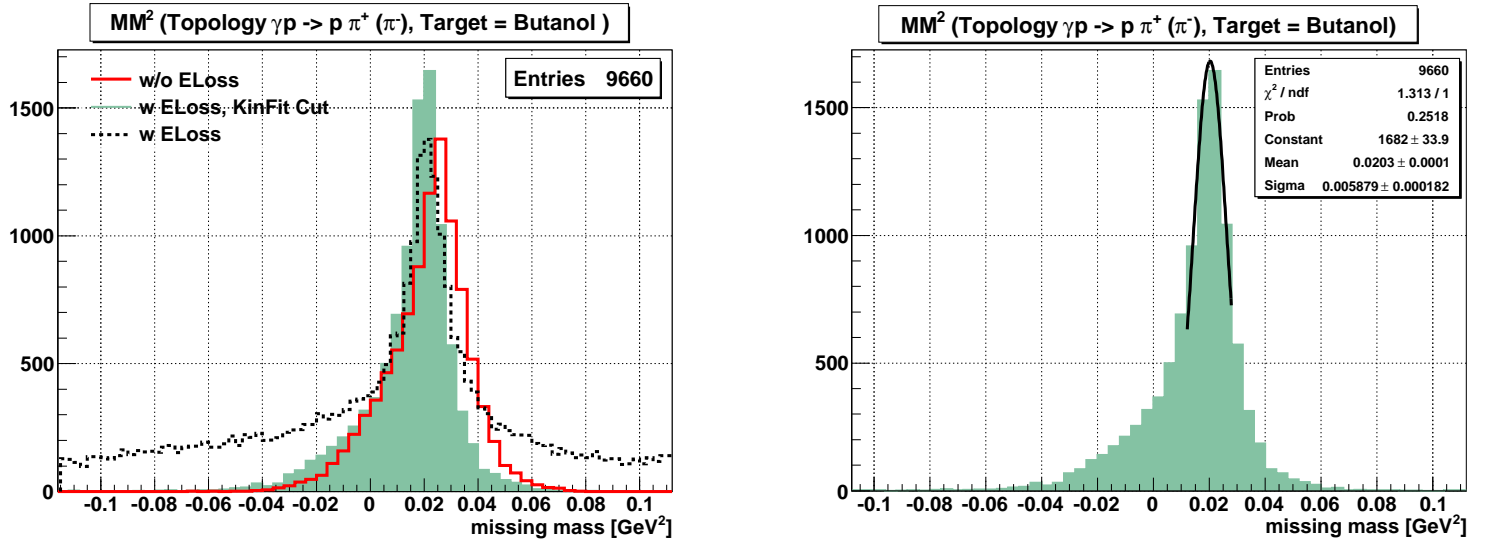 MM² (Topology γp -> p π⁺ (π⁻), Target = Butanol )
w/o ELoss
w ELoss, KinFit Cut
w ELoss
Entries 9660
1500
1000
500
0
-0.1 -0.08 -0.06 -0.04 -0.02 0 0.02 0.04 0.06 0.08 0.1
missing mass [GeV²]
MM² (Topology γp -> p π⁺ (π⁻), Target = Butanol)
Entries 9660
χ² / ndf 1.313 / 1
Prob 0.2518
Constant 1682 ± 33.9
Mean 0.0203 ± 0.0001
Sigma 0.005879 ± 0.000182
1500
1000
500
0
-0.1 -0.08 -0.06 -0.04 -0.02 0 0.02 0.04 0.06 0.08 0.1
missing mass [GeV²]